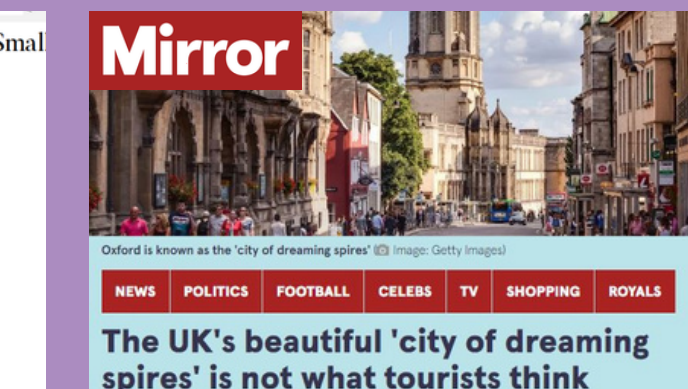 Small
Mirror
Oxford is known as the 'city of dreaming spires' Image: Getty Images)
NEWS POLITICS FOOTBALL CELEBS TV SHOPPING ROYALS
The UK's beautiful 'city of dreaming
spires' is not what tourists think